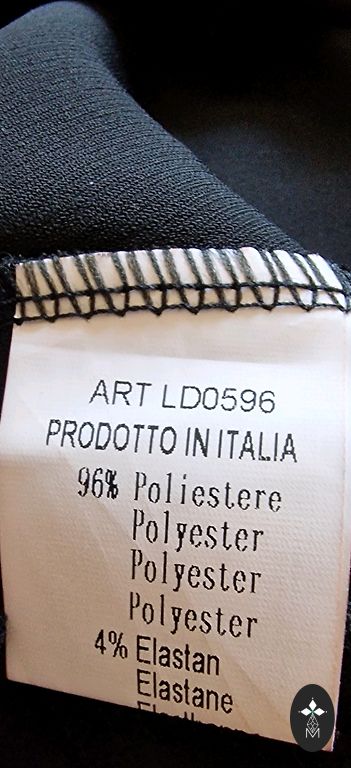 ART LD0596
PRODOTTO IN ITALIA
96% Poliestere
Polyester
Polyester
Polyester
4% Elastan
Elastane